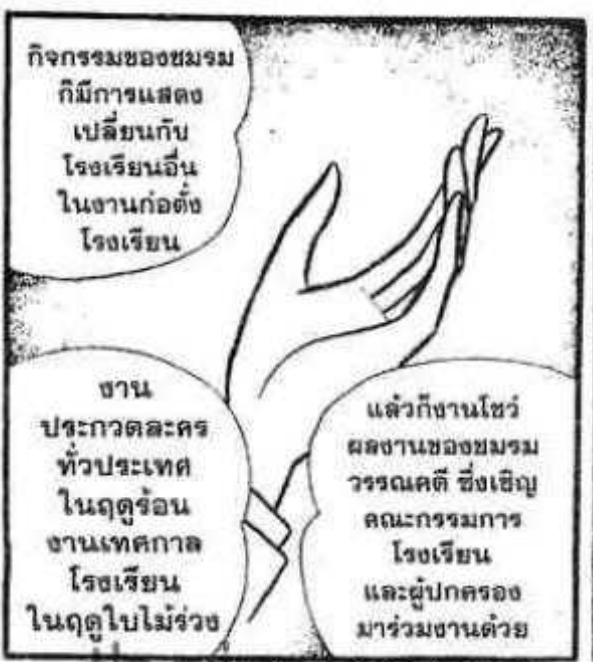 กิจกรรมของชมรม
ก็มีการแสดง
เปลี่ยนกับ
โรงเรียนอื่น
ในงานก่อตั้ง
โรงเรียน
งาน
ประกวดละคร
ทั่วประเทศ
ในฤดูร้อน
งานเทศกาล
โรงเรียน
ในฤดูใบไม้ร่วง
แล้วก็งานโชว์
ผลงานของชมรม
วรรณคดี ซึ่งเชิญ
คณะกรรมการ
โรงเรียน
และผู้ปกครอง
มาร่วมงานด้วย